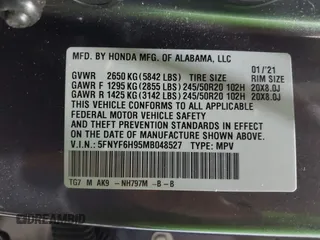 MFD. BY HONDA MFG. OF ALABAMA, LLC
01/'21
GVWR 2650 KG (5842 LBS) TIRE SIZE RIM SIZE
GAWR F 1295 KG (2855 LBS) 245/50R20 102H 20X8.0J
GAWR R 1425 KG (3142 LBS) 245/50R20 102H 20X8.0J
THIS VEHICLE CONFORMS TO ALL APPLICABLE
FEDERAL MOTOR VEHICLE SAFETY AND THEFT
PREVENTION STANDARDS IN EFFECT ON THE
DATE OF MANUFACTURE SHOWN ABOVE.
V.I.N.: 5FNYF6H95MB048527 TYPE: MPV
TG7 M AK9 -NH797M -B-B
AUTOBIDMASTER